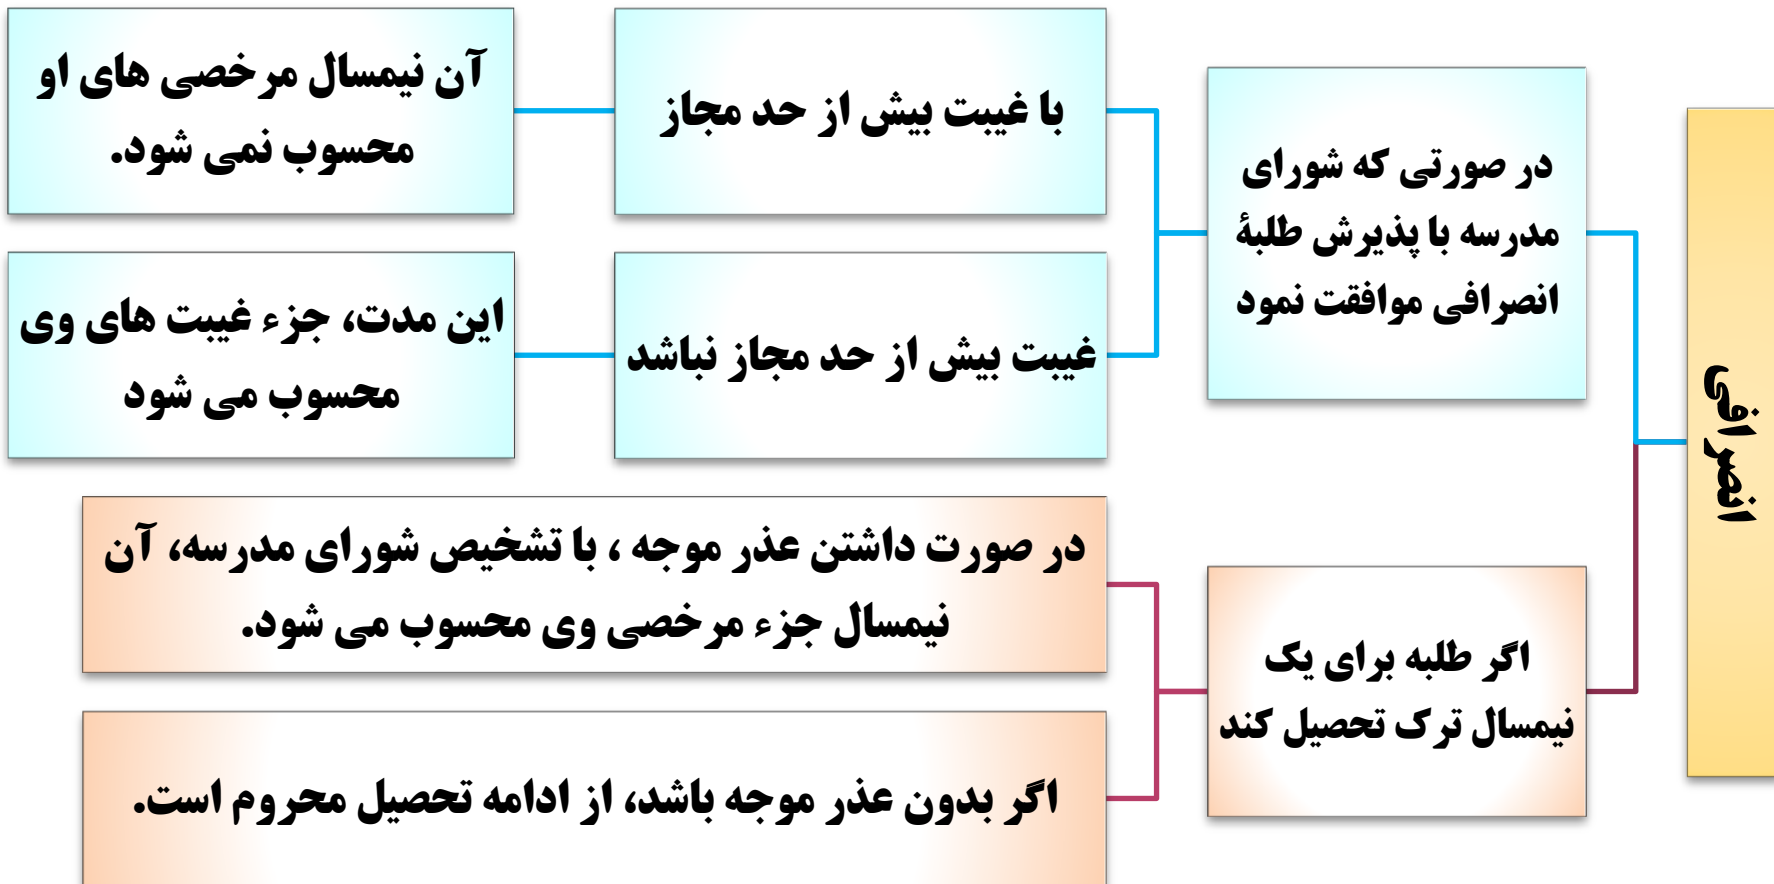 انصرافی
در صورتی که شورای
مدرسه با پذیرش طلبهٔ
انصرافی موافقت نمود
با غیبت بیش از حد مجاز
آن نیمسال مرخصی های او
محسوب نمی شود.
غیبت بیش از حد مجاز نباشد
این مدت، جزء غیبت های وی
محسوب می شود
اگر طلبه برای یک
نیمسال ترک تحصیل کند
در صورت داشتن عذر موجه ، با تشخیص شورای مدرسه، آن
نیمسال جزء مرخصی وی محسوب می شود.
اگر بدون عذر موجه باشد، از ادامه تحصیل محروم است.